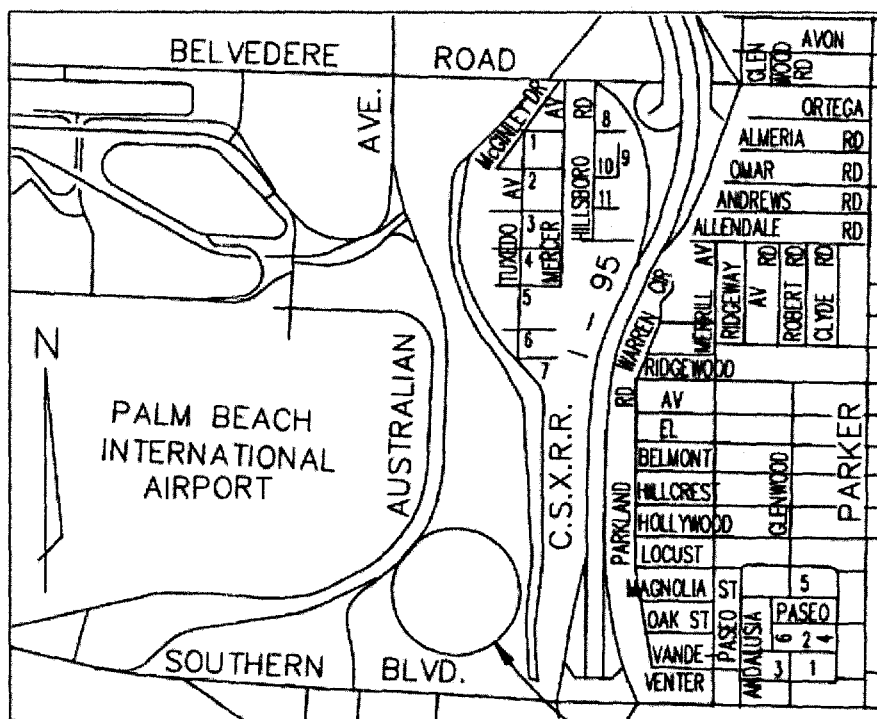 BELVEDERE ROAD
GLEN WOOD RD
AVON
ORTEGA
ALMERIA RD
OMAR RD
ANDREWS RD
ALLENDALE RD
AVE.
McGINLEY DR
AV
RD
8
1
9
10
2
11
AV
HILLSBORO
3
TUXEDO
MERCER
4
5
6
7
I-95
WARREN CIR
MERRILL AV
RIDGEWAY
AV RD
ROBERT RD
CLYDE RD
N
PALM BEACH
INTERNATIONAL
AIRPORT
AUSTRALIAN
C.S.X.R.R.
RIDGEWOOD
RD
AV
EL
BELMONT
HILLCREST
HOLLYWOOD
LOCUST
PARKLAND
GLENWOOD
PARKER
MAGNOLIA ST
OAK ST
VANDE-
VENTER
PASEO
ANDALUSIA
5
PASEO
6 2 4
3 1
SOUTHERN BLVD.